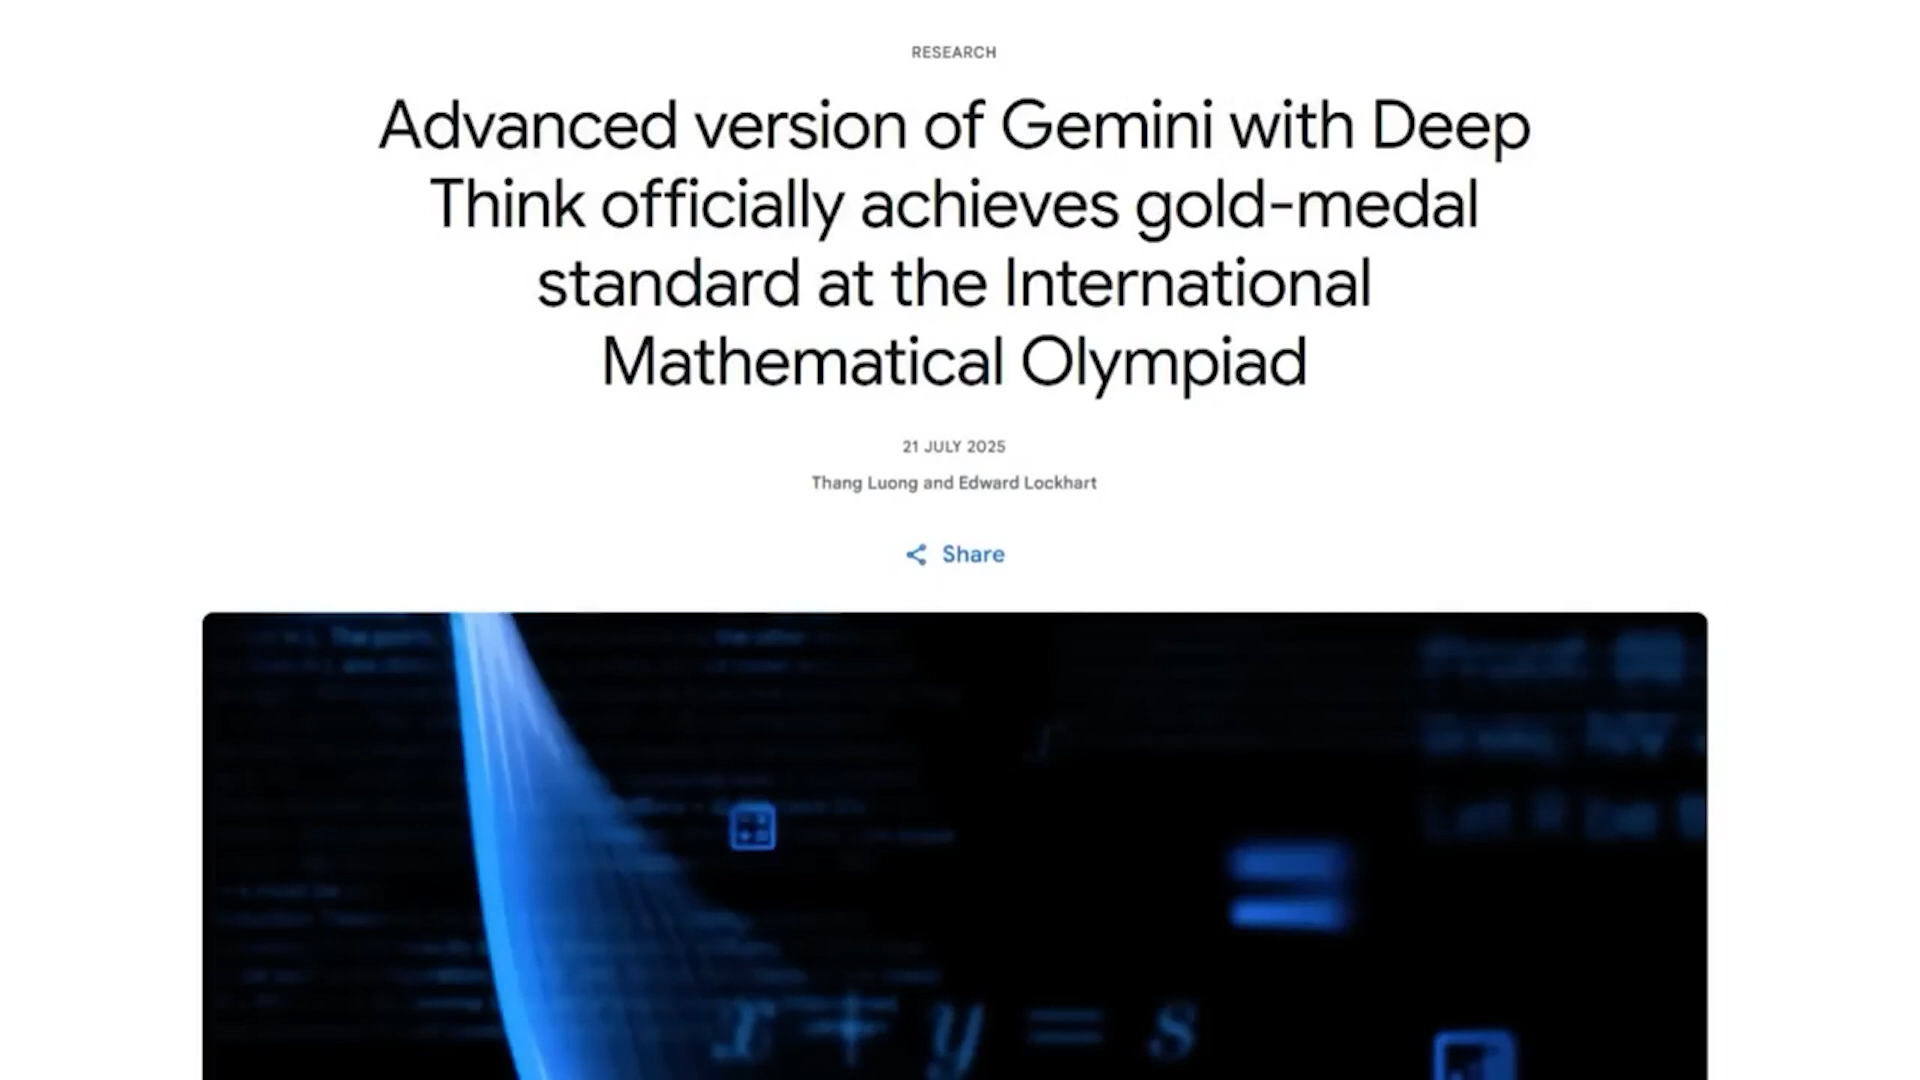 RESEARCH
Advanced version of Gemini with Deep
Think officially achieves gold-medal
standard at the International
Mathematical Olympiad
21 JULY 2025
Thang Luong and Edward Lockhart
Share
=
x + y = s